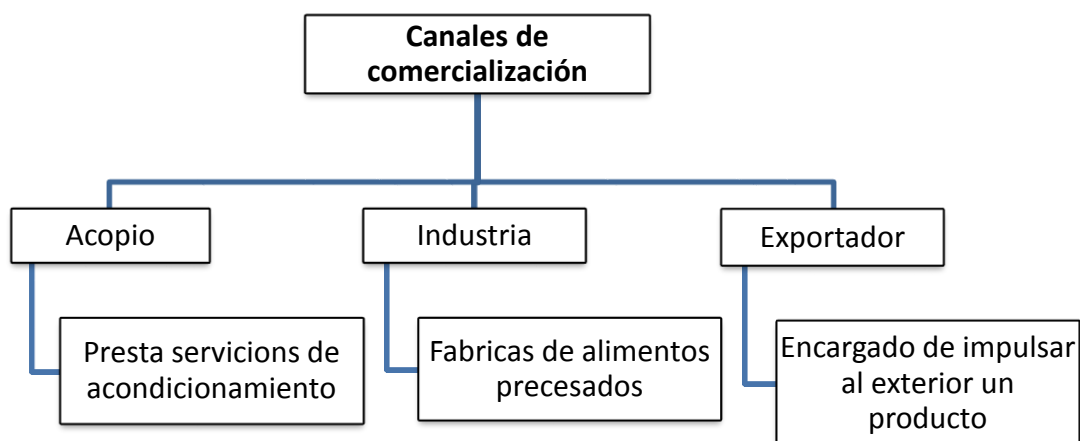 Canales de
comercialización
Acopio
Industria
Exportador
Presta servicions de
acondicionamiento
Fabricas de alimentos
precesados
Encargado de impulsar
al exterior un
producto